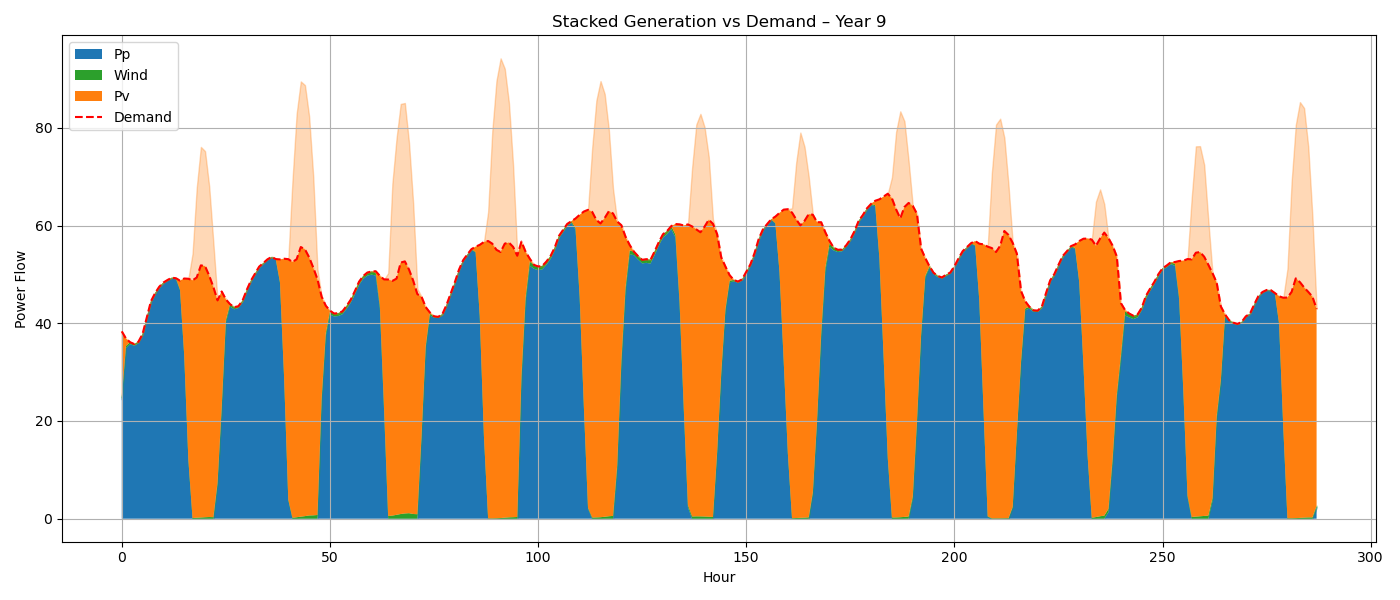 Stacked Generation vs Demand – Year 9
Pp
Wind
Pv
Demand
80
60
40
20
0
Power Flow
0 50 100 150 200 250 300
Hour